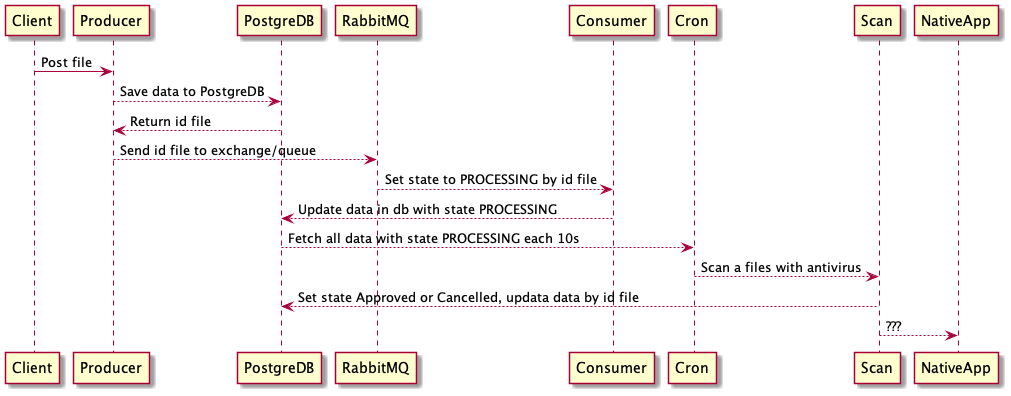 Client Producer PostgreDB RabbitMQ Consumer Cron Scan NativeApp
Post file
Save data to PostgreDB
Return id file
Send id file to exchange/queue
Set state to PROCESSING by id file
Update data in db with state PROCESSING
Fetch all data with state PROCESSING each 10s
Scan a files with antivirus
Set state Approved or Cancelled, updata data by id file
???
Client Producer PostgreDB RabbitMQ Consumer Cron Scan NativeApp